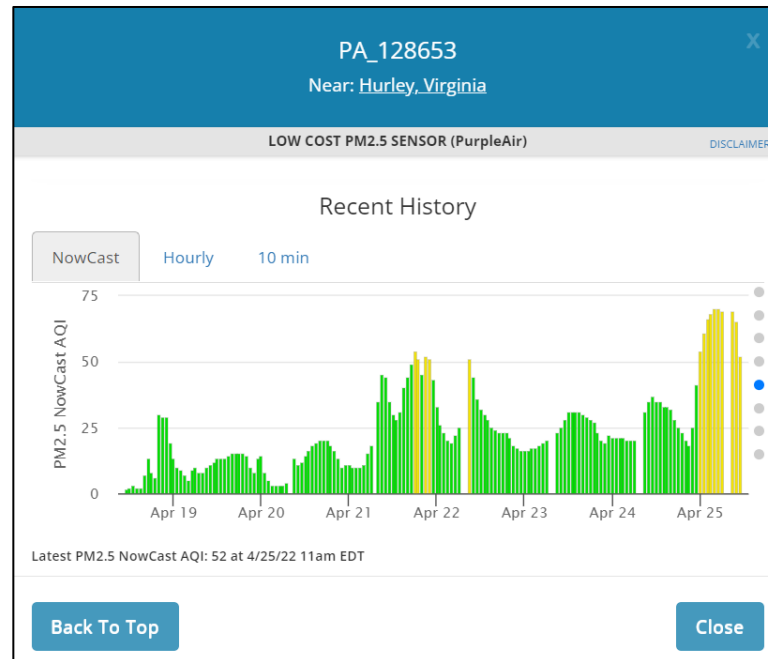 PA_128653
X
Near: Hurley, Virginia
LOW COST PM2.5 SENSOR (PurpleAir)
DISCLAIMER
Recent History
NowCast
Hourly
10 min
PM2.5 NowCast AQI
75
50
25
0
Apr 19
Apr 20
Apr 21
Apr 22
Apr 23
Apr 24
Apr 25
Latest PM2.5 NowCast AQI: 52 at 4/25/22 11am EDT
Back To Top
Close